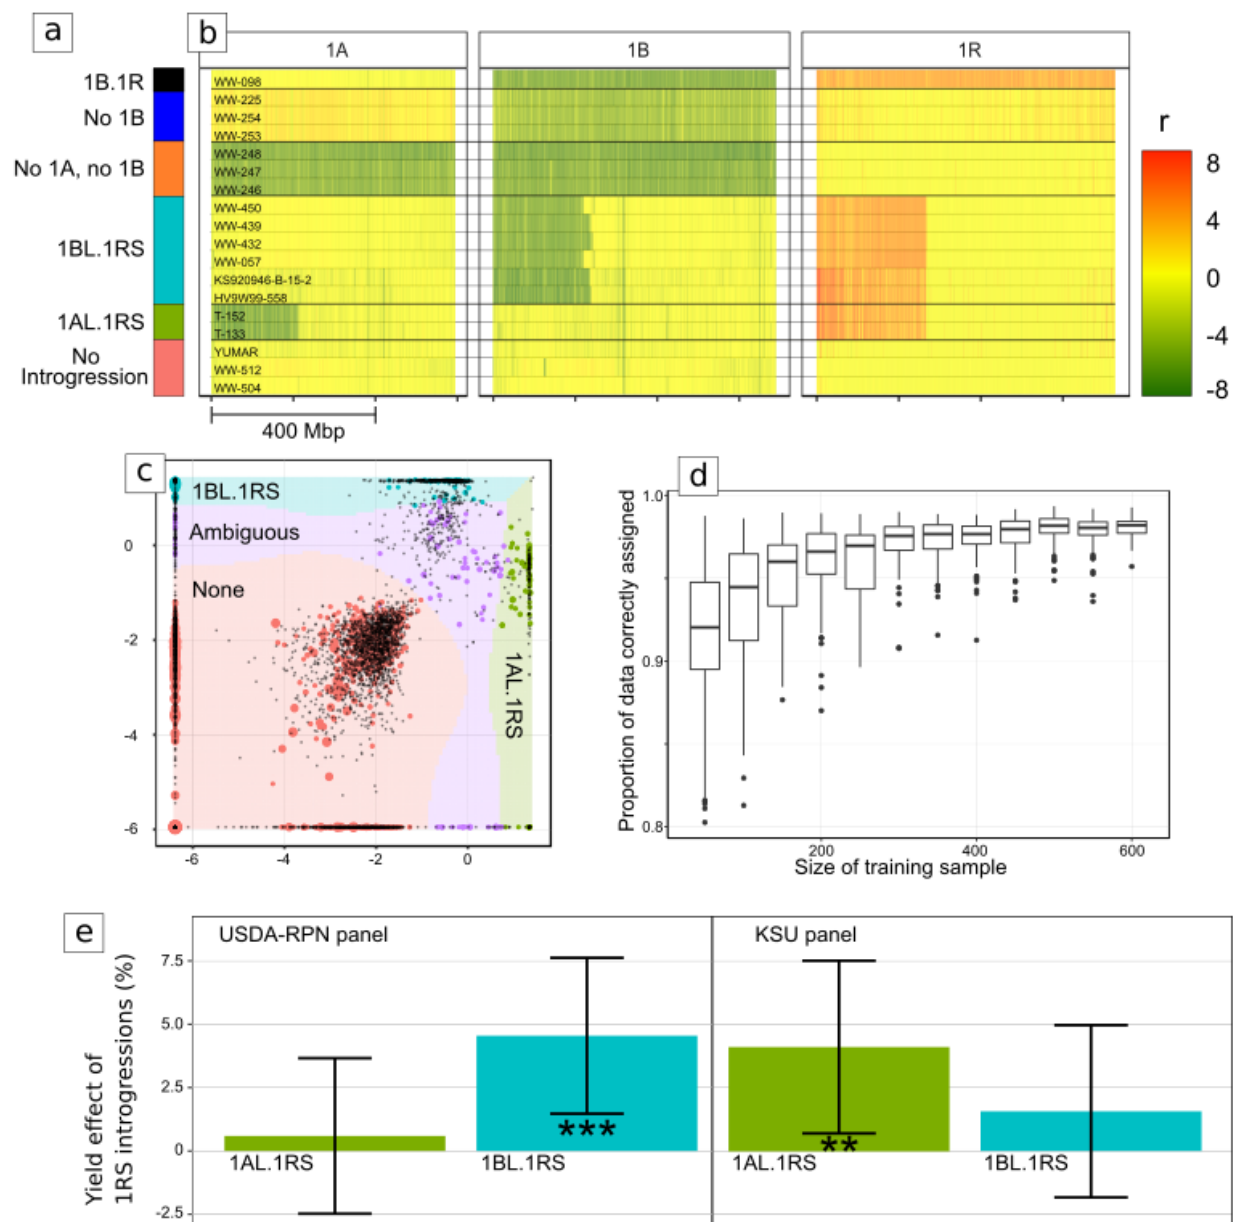 a
b
1A
1B
1R
1B.1R
No 1B
No 1A, no 1B
1BL.1RS
1AL.1RS
No
Introgression
WW-098
WW-225
WW-254
WW-253
WW-248
WW-247
WW-246
WW-450
WW-439
WW-432
WW-057
KS920946-B-15-2
HV9W99-558
T-152
T-133
YUMAR
WW-512
WW-504
400 Mbp
r
8
4
0
-4
-8
c
1BL.1RS
Ambiguous
None
1AL.1RS
0
-2
-4
-6
-6
-4
-2
0
d
Proportion of data correctly assigned
1.0
0.9
0.8
200
400
600
Size of training sample
e
USDA-RPN panel
KSU panel
Yield effect of
1RS introgressions (%)
7.5
5.0
2.5
0
-2.5
***
**
1AL.1RS
1BL.1RS
1AL.1RS
1BL.1RS